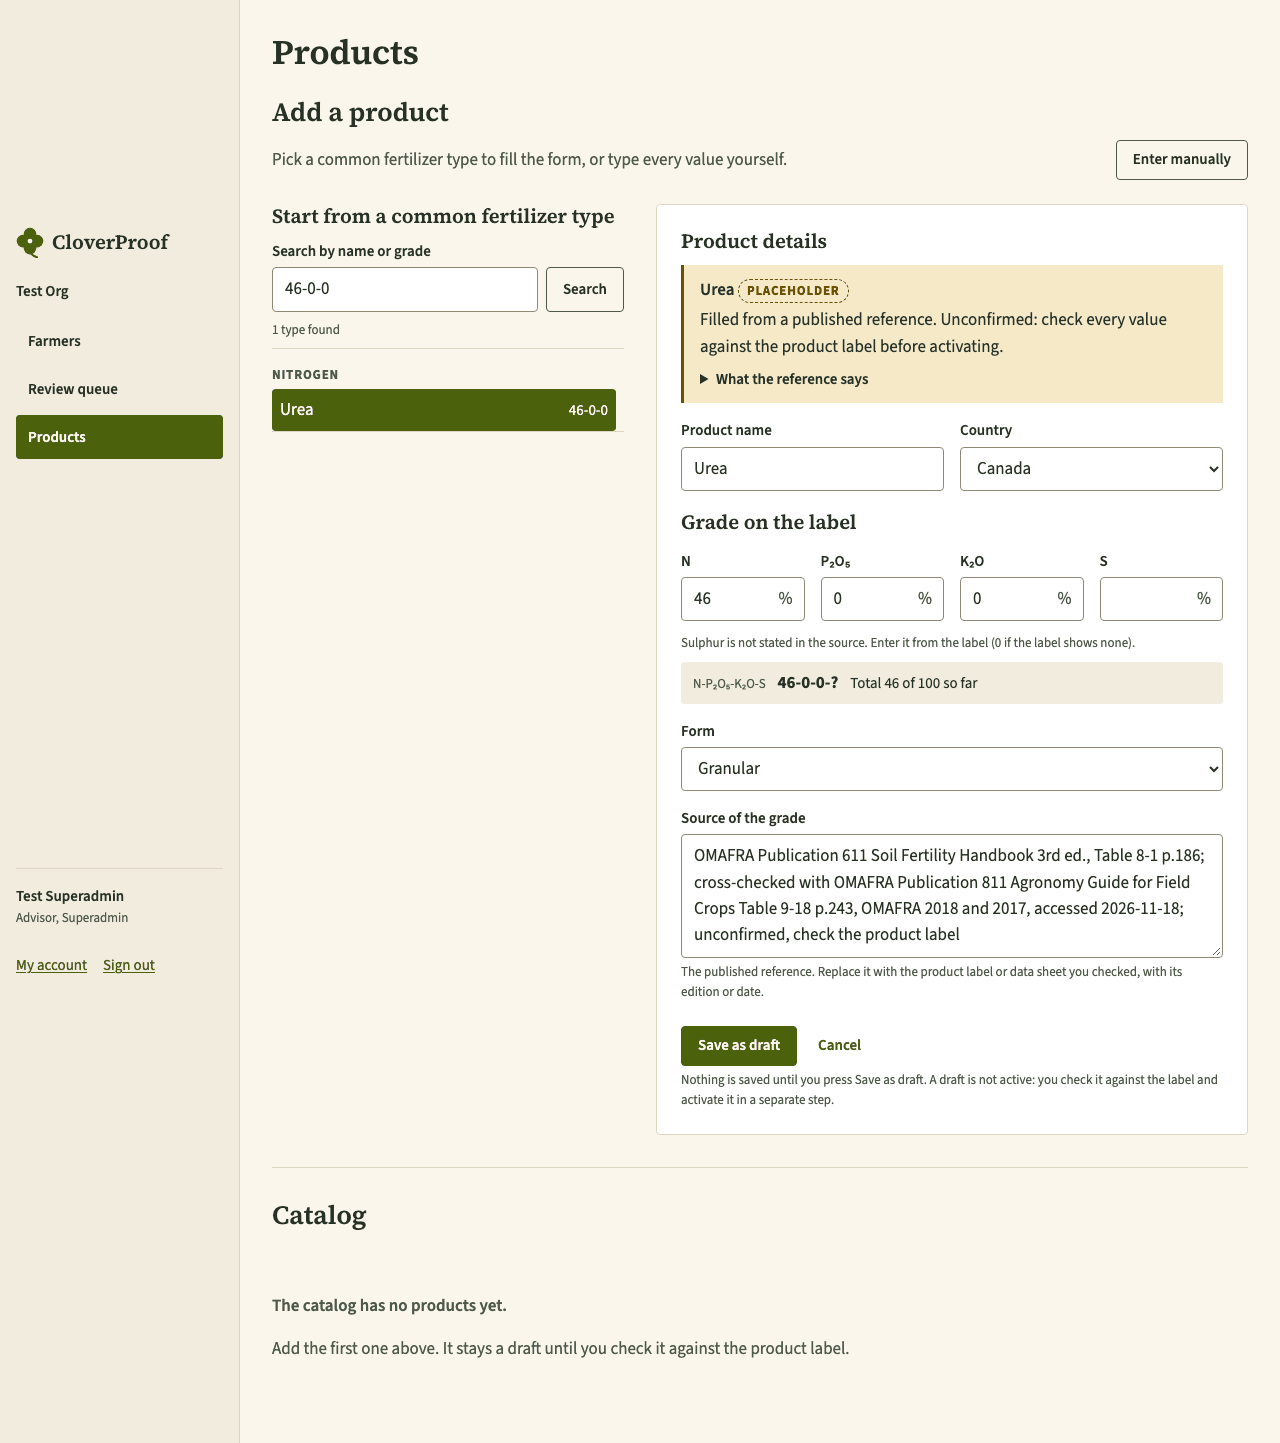 CloverProof
Test Org
Farmers
Review queue
Products
Test Superadmin
Advisor, Superadmin
My account Sign out
Products
Add a product
Pick a common fertilizer type to fill the form, or type every value yourself.
Enter manually
Start from a common fertilizer type
Search by name or grade
46-0-0 Search
1 type found
NITROGEN
Urea 46-0-0
Product details
Urea PLACEHOLDER
Filled from a published reference. Unconfirmed: check every value
against the product label before activating.
What the reference says
Product name Country
Urea Canada
Grade on the label
N P₂O₅ K₂O S
46 % 0 % 0 % %
Sulphur is not stated in the source. Enter it from the label (0 if the label shows none).
N-P₂O₅-K₂O-S 46-0-0-? Total 46 of 100 so far
Form
Granular
Source of the grade
OMAFRA Publication 611 Soil Fertility Handbook 3rd ed., Table 8-1 p.186;
cross-checked with OMAFRA Publication 811 Agronomy Guide for Field
Crops Table 9-18 p.243, OMAFRA 2018 and 2017, accessed 2026-11-18;
unconfirmed, check the product label
The published reference. Replace it with the product label or data sheet you checked, with its
edition or date.
Save as draft Cancel
Nothing is saved until you press Save as draft. A draft is not active: you check it against the label and
activate it in a separate step.
Catalog
The catalog has no products yet.
Add the first one above. It stays a draft until you check it against the product label.